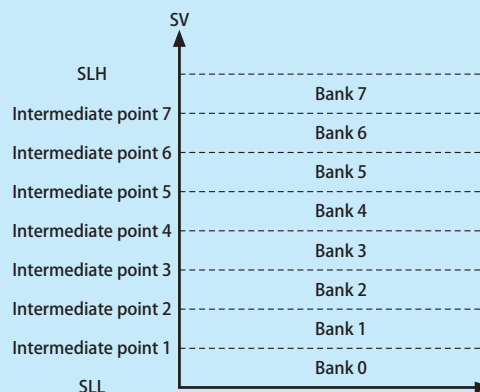 SV
SLH
Bank 7
Intermediate point 7
Bank 6
Intermediate point 6
Bank 5
Intermediate point 5
Bank 4
Intermediate point 4
Bank 3
Intermediate point 3
Bank 2
Intermediate point 2
Bank 1
Intermediate point 1
Bank 0
SLL